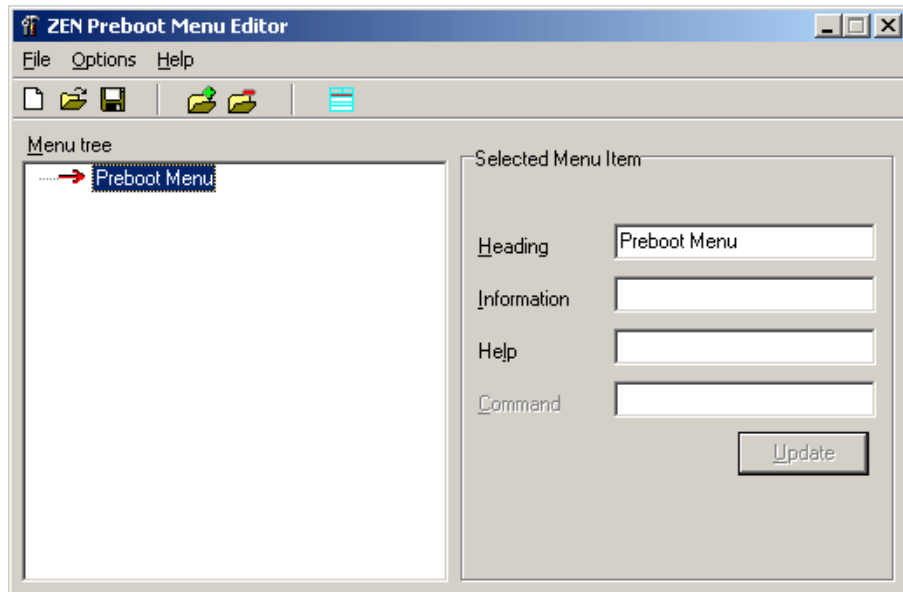 ZEN Preboot Menu Editor
File Options Help
Menu tree
Preboot Menu
Selected Menu Item
Heading Preboot Menu
Information
Help
Command
Update